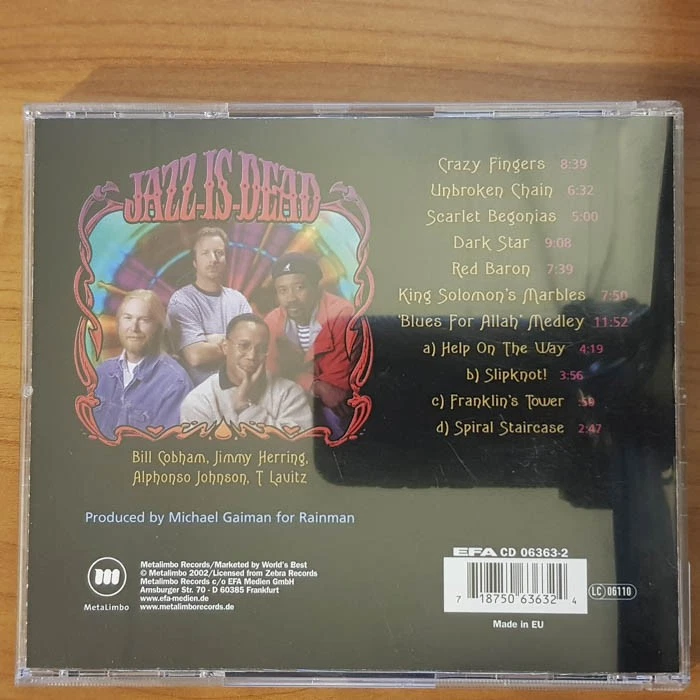 JAZZ IS DEAD
Bill Cobham, Jimmy Herring,
Alphonso Johnson, T Lavitz
Produced by Michael Gaiman for Rainman
Crazy Fingers 8:39
Unbroken Chain 6:32
Scarlet Begonias 5:00
Dark Star 9:08
Red Baron 7:39
King Solomon's Marbles 7:50
'Blues For Allah' Medley 11:52
a) Help On The Way 4:19
b) Slipknot! 3:56
c) Franklin's Tower :59
d) Spiral Staircase 2:47
MetaLimbo
Metalimbo Records/Marketed by World's Best
© Metalimbo 2002/Licensed from Zebra Records
Metalimbo Records c/o EFA Medien GmbH
Arnsburger Str. 70 - D 60385 Frankfurt
www.efa-medien.de
www.metalimborecords.de
EFA CD 06363-2
7 18750 63632 4
LC 06110
Made in EU